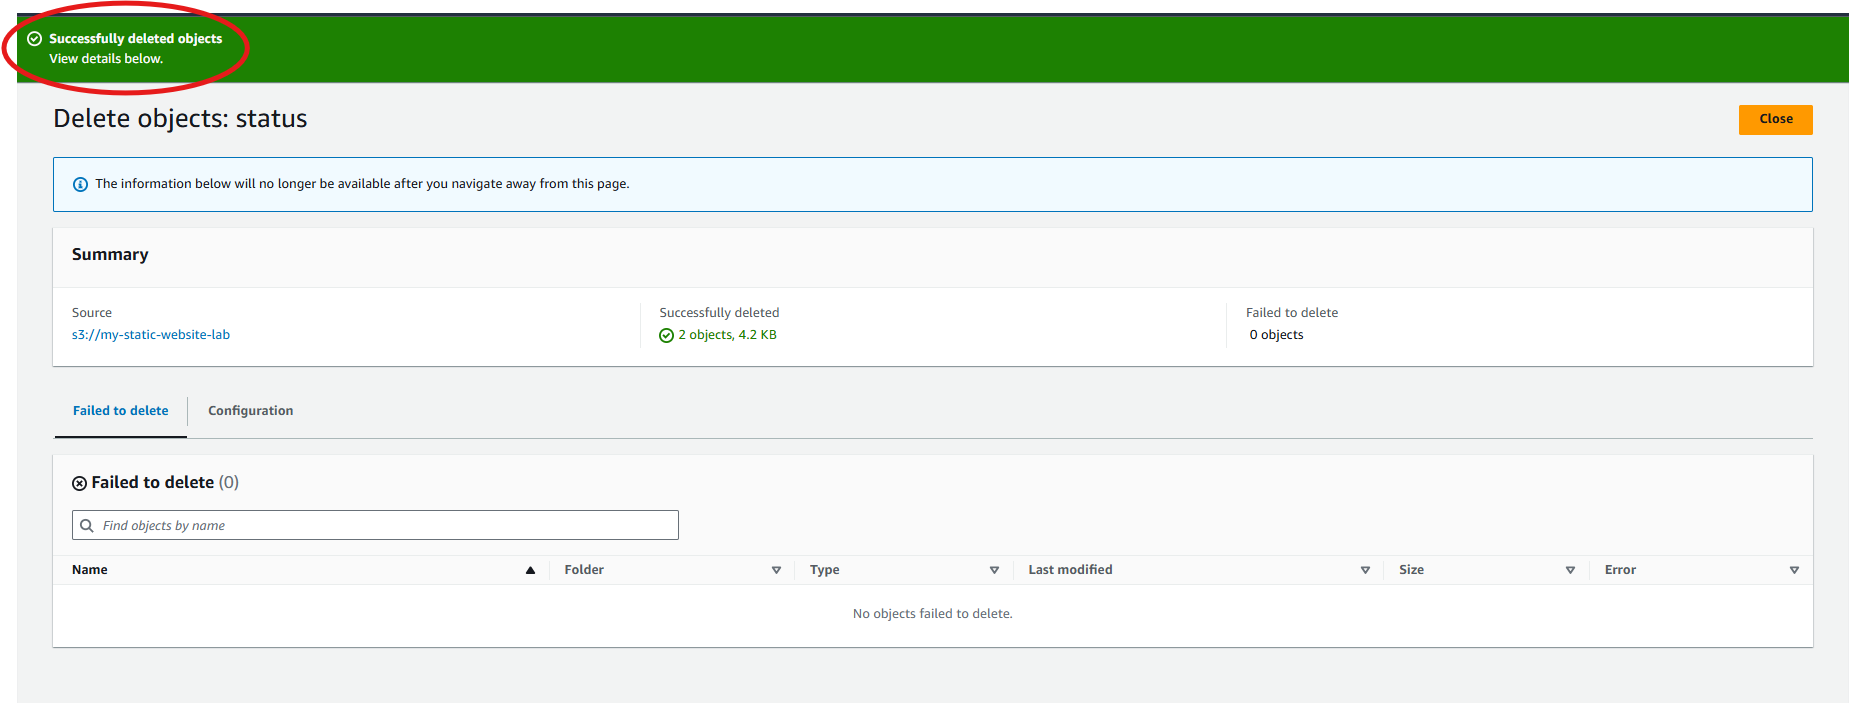 Successfully deleted objects
View details below.
Delete objects: status
Close
The information below will no longer be available after you navigate away from this page.
Summary
Source
Successfully deleted
Failed to delete
s3://my-static-website-lab
2 objects, 4.2 KB
0 objects
Failed to delete
Configuration
Failed to delete (0)
Find objects by name
Name Folder Type Last modified Size Error
No objects failed to delete.